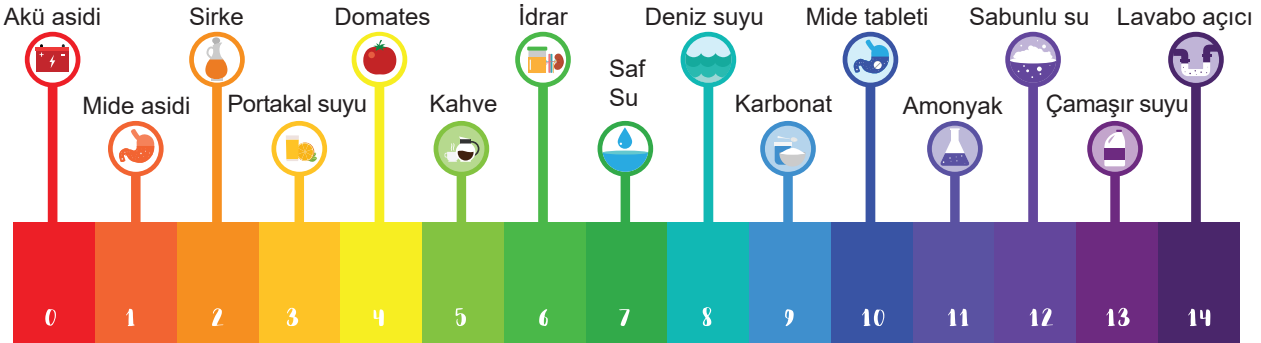 Akü asidi
Sirke
Domates
İdrar
Deniz suyu
Mide tableti
Sabunlu su
Lavabo açıcı
Mide asidi
Portakal suyu
Kahve
Saf
Su
Karbonat
Amonyak
Çamaşır suyu
0 1 2 3 4 5 6 7 8 9 10 11 12 13 14